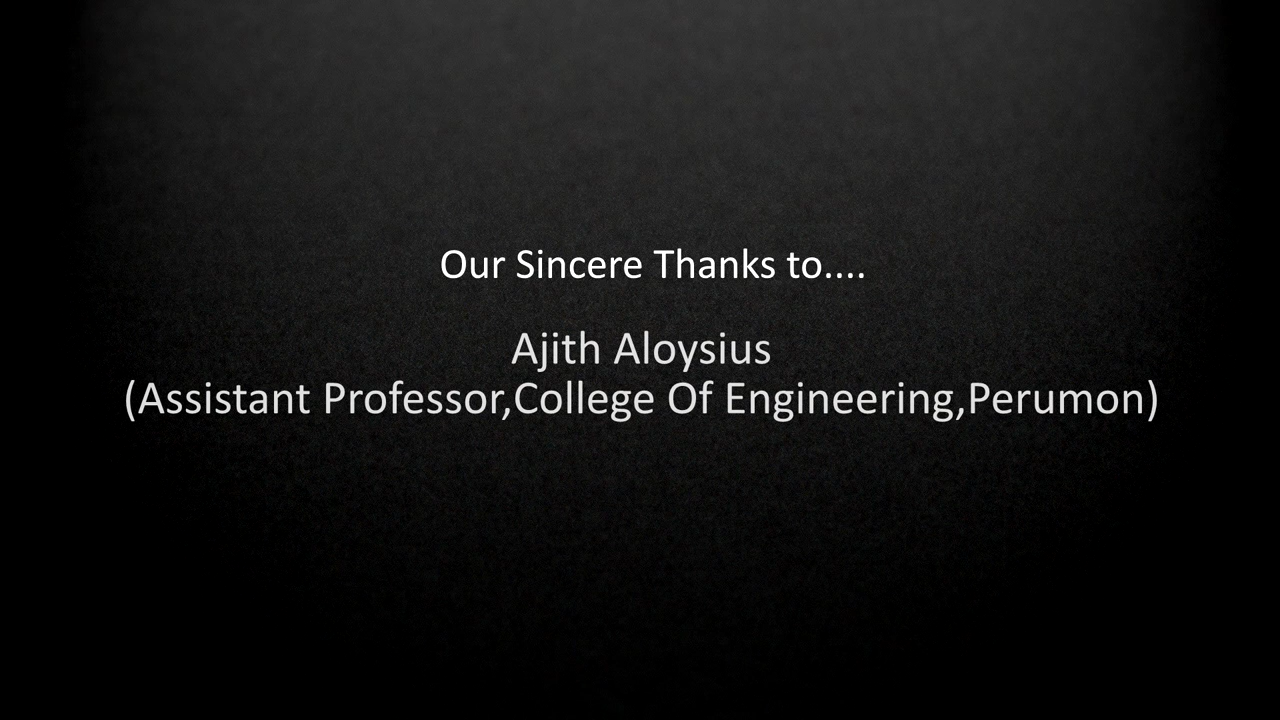 Our Sincere Thanks to....
Ajith Aloysius
(Assistant Professor,College Of Engineering,Perumon)